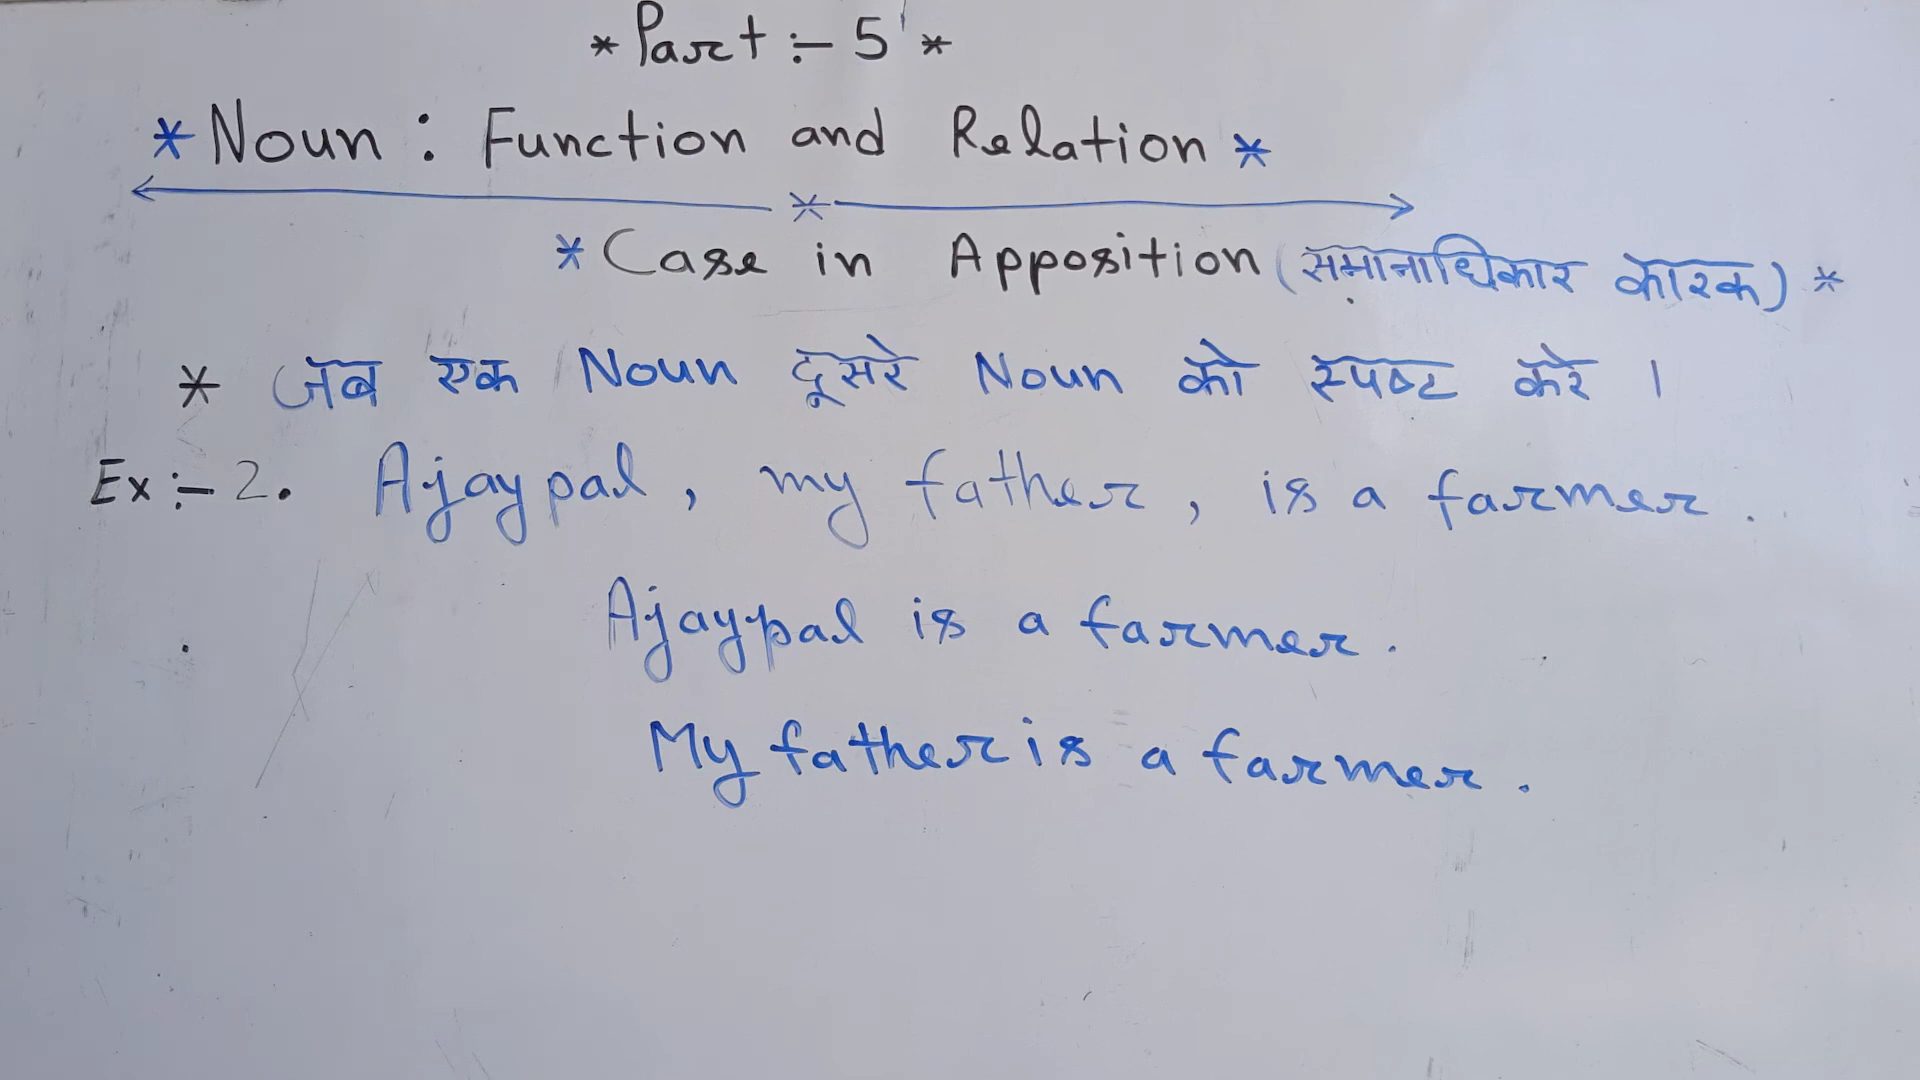 * Part :- 5 *
* Noun : Function and Relation *
*
* Case in Apposition (समानाधिकार कारक) *
* जब एक Noun दूसरे Noun को स्पष्ट करे ।
Ex :- 2. Ajaypal, my father, is a farmer.
Ajaypal is a farmer.
My father is a farmer.